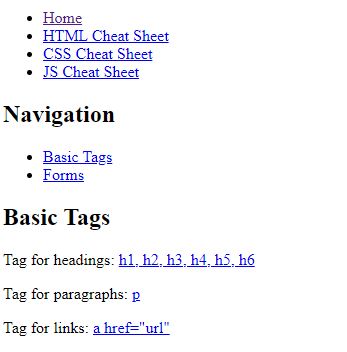 Home
HTML Cheat Sheet
CSS Cheat Sheet
JS Cheat Sheet
Navigation
Basic Tags
Forms
Basic Tags
Tag for headings: h1, h2, h3, h4, h5, h6
Tag for paragraphs: p
Tag for links: a href="url"